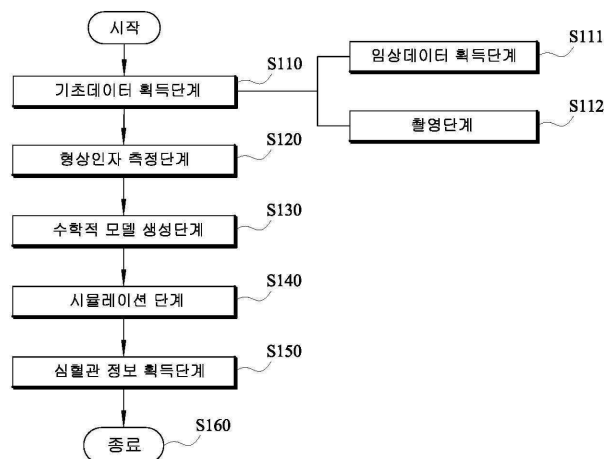 시작
S110
기초데이터 획득단계
S111
임상데이터 획득단계
S112
촬영단계
S120
형상인자 측정단계
S130
수학적 모델 생성단계
S140
시뮬레이션 단계
S150
심혈관 정보 획득단계
S160
종료